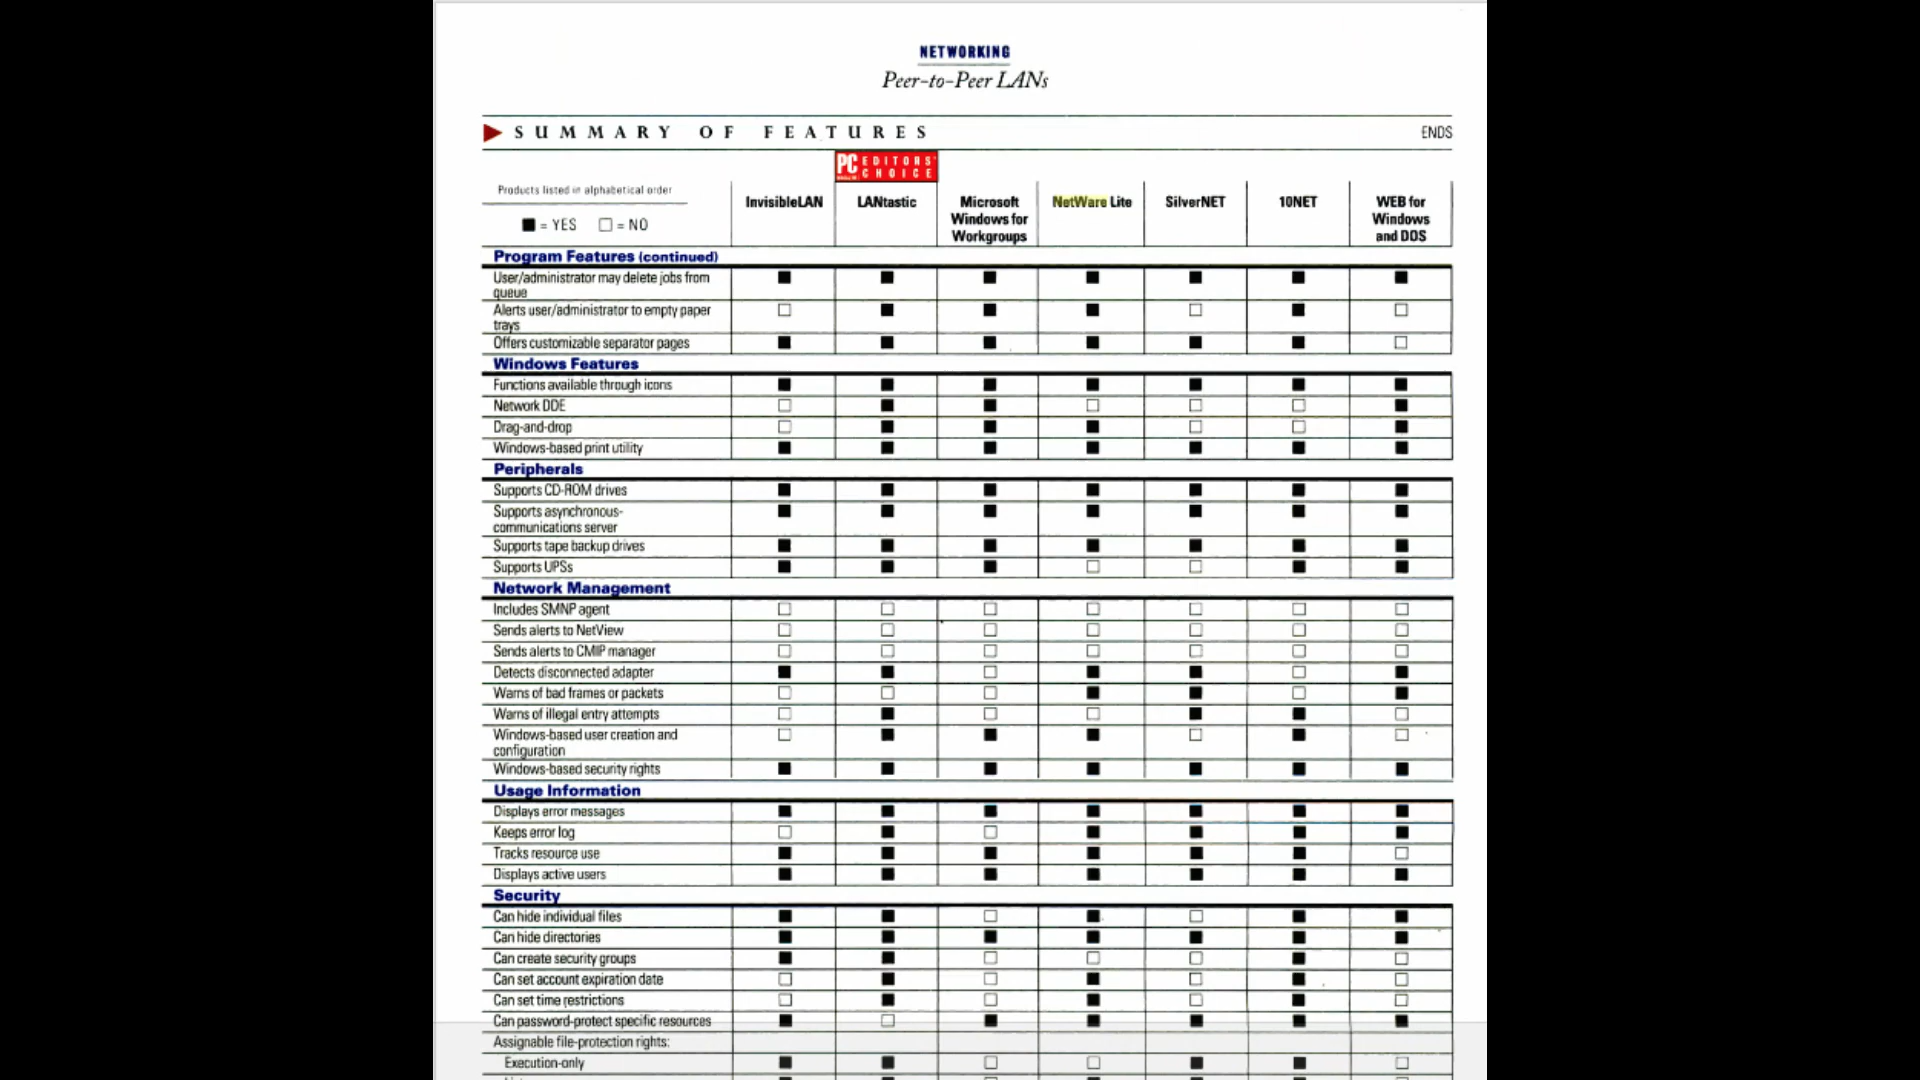 NETWORKING
Peer-to-Peer LANs
SUMMARY OF FEATURES ENDS
PC EDITORS' CHOICE
Products listed in alphabetical order
■ = YES □ = NO
InvisibleLAN LANtastic Microsoft Windows for Workgroups NetWare Lite SilverNET 10NET WEB for Windows and DOS
Program Features (continued)
User/administrator may delete jobs from
queue ■ ■ ■ ■ ■ ■ ■
Alerts user/administrator to empty paper
trays □ ■ ■ ■ □ ■ □
Offers customizable separator pages ■ ■ ■ ■ ■ ■ □
Windows Features
Functions available through icons ■ ■ ■ ■ ■ ■ ■
Network DDE □ ■ ■ □ □ □ ■
Drag-and-drop □ ■ ■ ■ □ □ ■
Windows-based print utility ■ ■ ■ ■ ■ ■ ■
Peripherals
Supports CD-ROM drives ■ ■ ■ ■ ■ ■ ■
Supports asynchronous-
communications server ■ ■ ■ ■ ■ ■ ■
Supports tape backup drives ■ ■ ■ ■ ■ ■ ■
Supports UPSs ■ ■ ■ □ □ ■ ■
Network Management
Includes SMNP agent □ □ □ □ □ □ □
Sends alerts to NetView □ □ □ □ □ □ □
Sends alerts to CMIP manager □ □ □ □ □ □ □
Detects disconnected adapter ■ ■ □ ■ ■ □ ■
Warns of bad frames or packets □ □ □ ■ ■ □ ■
Warns of illegal entry attempts □ ■ □ □ ■ ■ □
Windows-based user creation and
configuration □ ■ ■ ■ □ ■ □
Windows-based security rights ■ ■ ■ ■ ■ ■ ■
Usage Information
Displays error messages ■ ■ ■ ■ ■ ■ ■
Keeps error log □ ■ □ ■ ■ ■ ■
Tracks resource use ■ ■ ■ ■ ■ ■ □
Displays active users ■ ■ ■ ■ ■ ■ ■
Security
Can hide individual files ■ ■ □ ■ □ ■ ■
Can hide directories ■ ■ ■ ■ ■ ■ ■
Can create security groups ■ ■ □ □ □ ■ □
Can set account expiration date □ ■ □ ■ □ ■ □
Can set time restrictions □ ■ □ ■ □ ■ □
Can password-protect specific resources ■ □ ■ ■ ■ ■ ■
Assignable file-protection rights:
Execution-only ■ ■ □ □ ■ ■ □